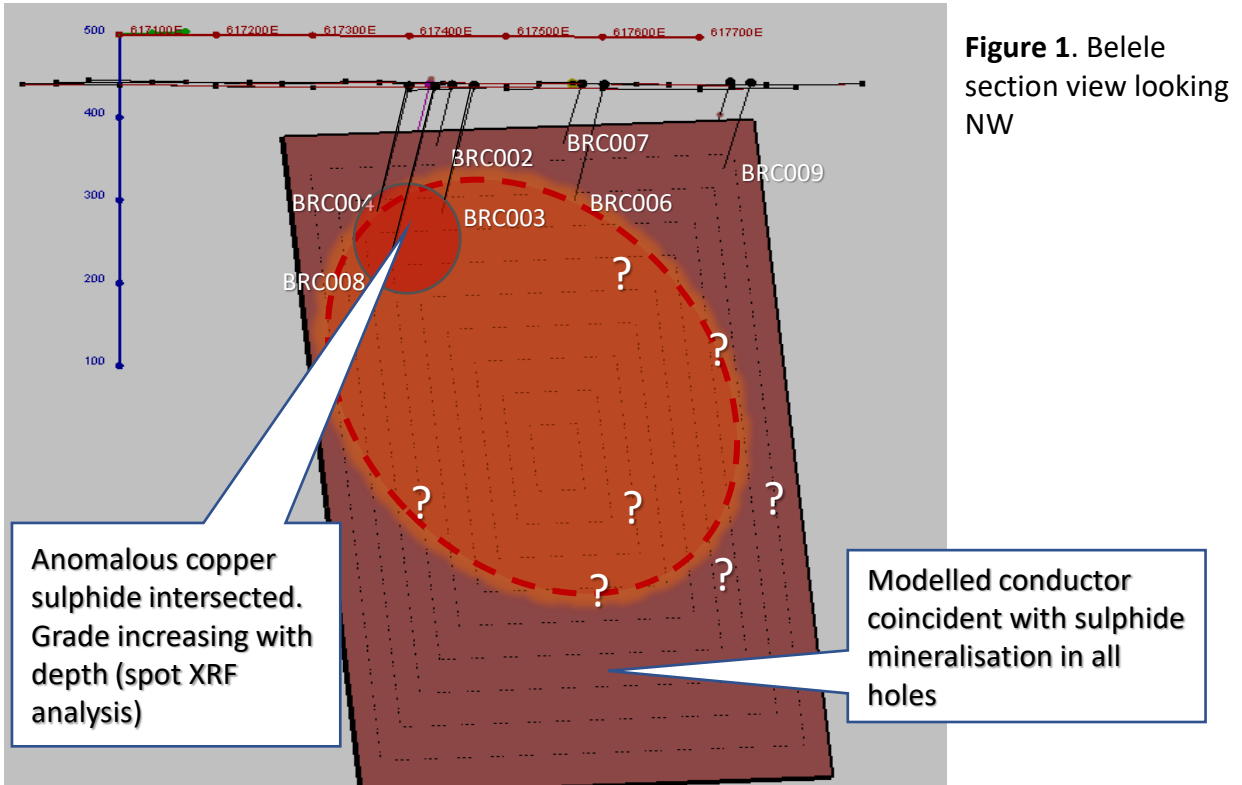 500
617100E 617200E 617300E 617400E 617500E 617600E 617700E
Figure 1. Belele
section view looking
NW
400
BRC002
BRC007
BRC009
300
BRC004
BRC003
BRC006
200
BRC008
?
100
?
?
?
?
?
?
Anomalous copper
sulphide intersected.
Grade increasing with
depth (spot XRF
analysis)
Modelled conductor
coincident with sulphide
mineralisation in all
holes